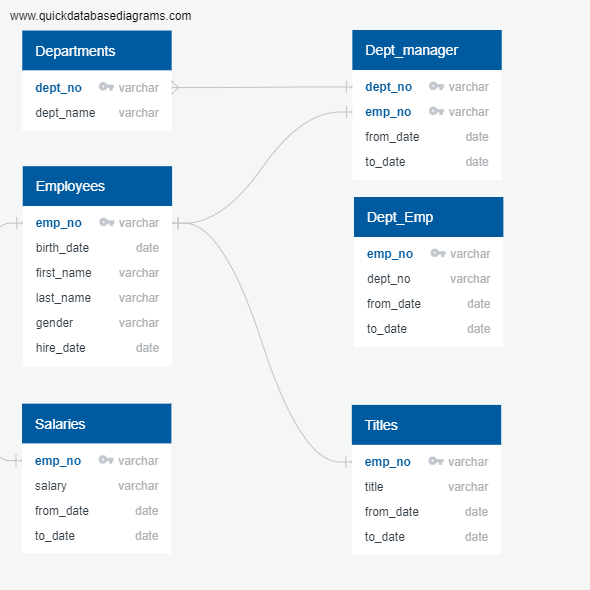 www.quickdatabasediagrams.com
Departments
dept_no varchar
dept_name varchar
Employees
emp_no varchar
birth_date date
first_name varchar
last_name varchar
gender varchar
hire_date date
Salaries
emp_no varchar
salary varchar
from_date date
to_date date
Dept_manager
dept_no varchar
emp_no varchar
from_date date
to_date date
Dept_Emp
emp_no varchar
dept_no varchar
from_date date
to_date date
Titles
emp_no varchar
title varchar
from_date date
to_date date